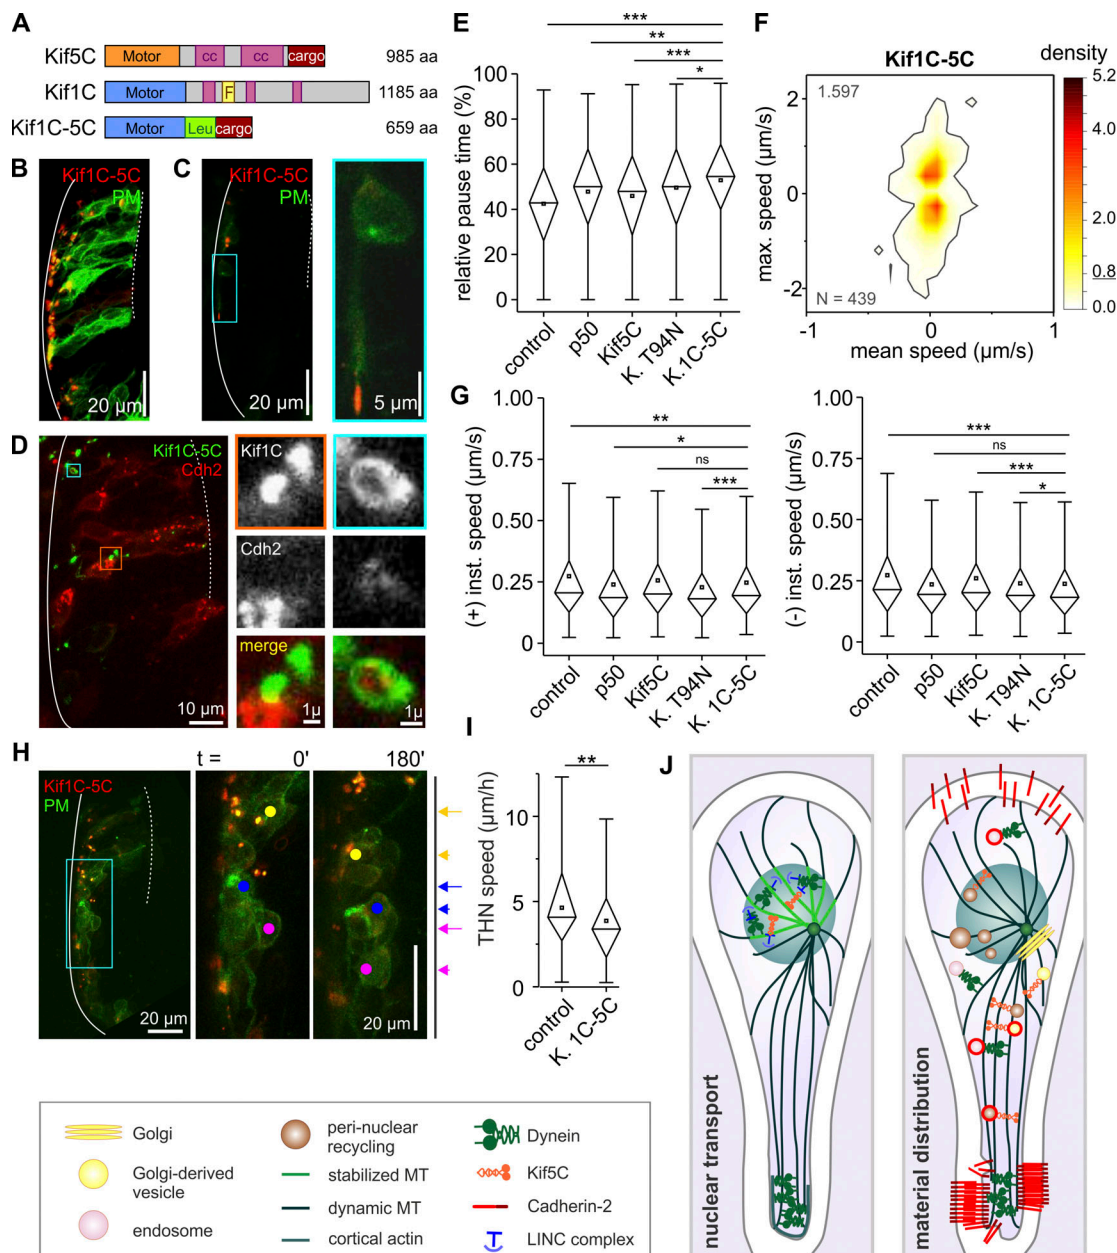 A
Kif5C Motor cc cc cargo 985 aa
Kif1C Motor F 1185 aa
Kif1C-5C Motor Leu cargo 659 aa
B
Kif1C-5C
PM
20 µm
C
Kif1C-5C
PM
20 µm
5 µm
D
Kif1C-5C
Cdh2
10 µm
Kif1C
Cdh2
merge
1µ
1µ
E
***
**
***
*
relative pause time (%)
100
80
60
40
20
0
control
p50
Kif5C
K. T94N
K.1C-5C
F
Kif1C-5C
density
1.597
N = 439
max. speed (µm/s)
2
0
-2
-1
0
1
mean speed (µm/s)
5.2
4.0
3.0
2.0
0.8
0.0
G
**
*
ns
***
(+) inst. speed (µm/s)
1.00
0.75
0.50
0.25
0
control
p50
Kif5C
K. T94N
K. 1C-5C
***
ns
***
*
(-) inst. speed (µm/s)
1.00
0.75
0.50
0.25
0
control
p50
Kif5C
K. T94N
K. 1C-5C
H
t = 0' 180'
Kif1C-5C
PM
20 µm
20 µm
I
**
THN speed (µm/h)
10
5
0
control
K. 1C-5C
J
nuclear transport
material distribution
Golgi
Golgi-derived
vesicle
endosome
peri-nuclear
recycling
stabilized MT
dynamic MT
cortical actin
Dynein
Kif5C
Cadherin-2
LINC complex